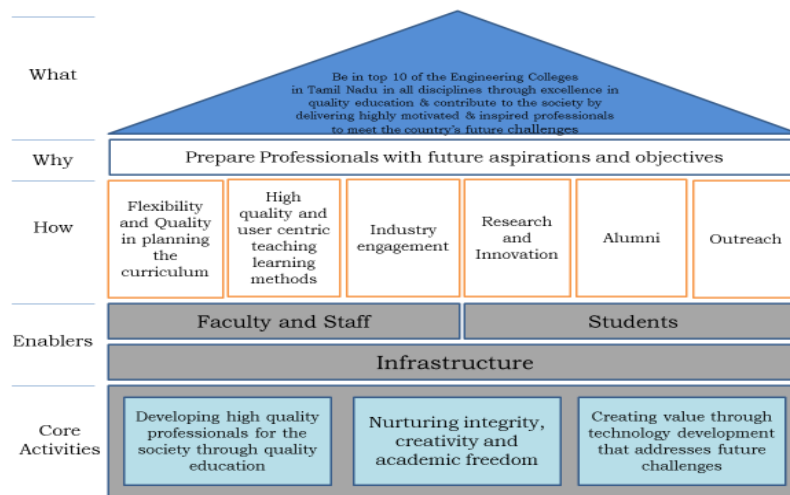 What
Be in top 10 of the Engineering Colleges
in Tamil Nadu in all disciplines through excellence in
quality education & contribute to the society by
delivering highly motivated & inspired professionals
to meet the country's future challenges
Why
Prepare Professionals with future aspirations and objectives
How
Flexibility
and Quality
in planning
the
curriculum
High
quality and
user centric
teaching
learning
methods
Industry
engagement
Research
and
Innovation
Alumni
Outreach
Enablers
Faculty and Staff
Students
Infrastructure
Core
Activities
Developing high quality
professionals for the
society through quality
education
Nurturing integrity,
creativity and
academic freedom
Creating value through
technology development
that addresses future
challenges